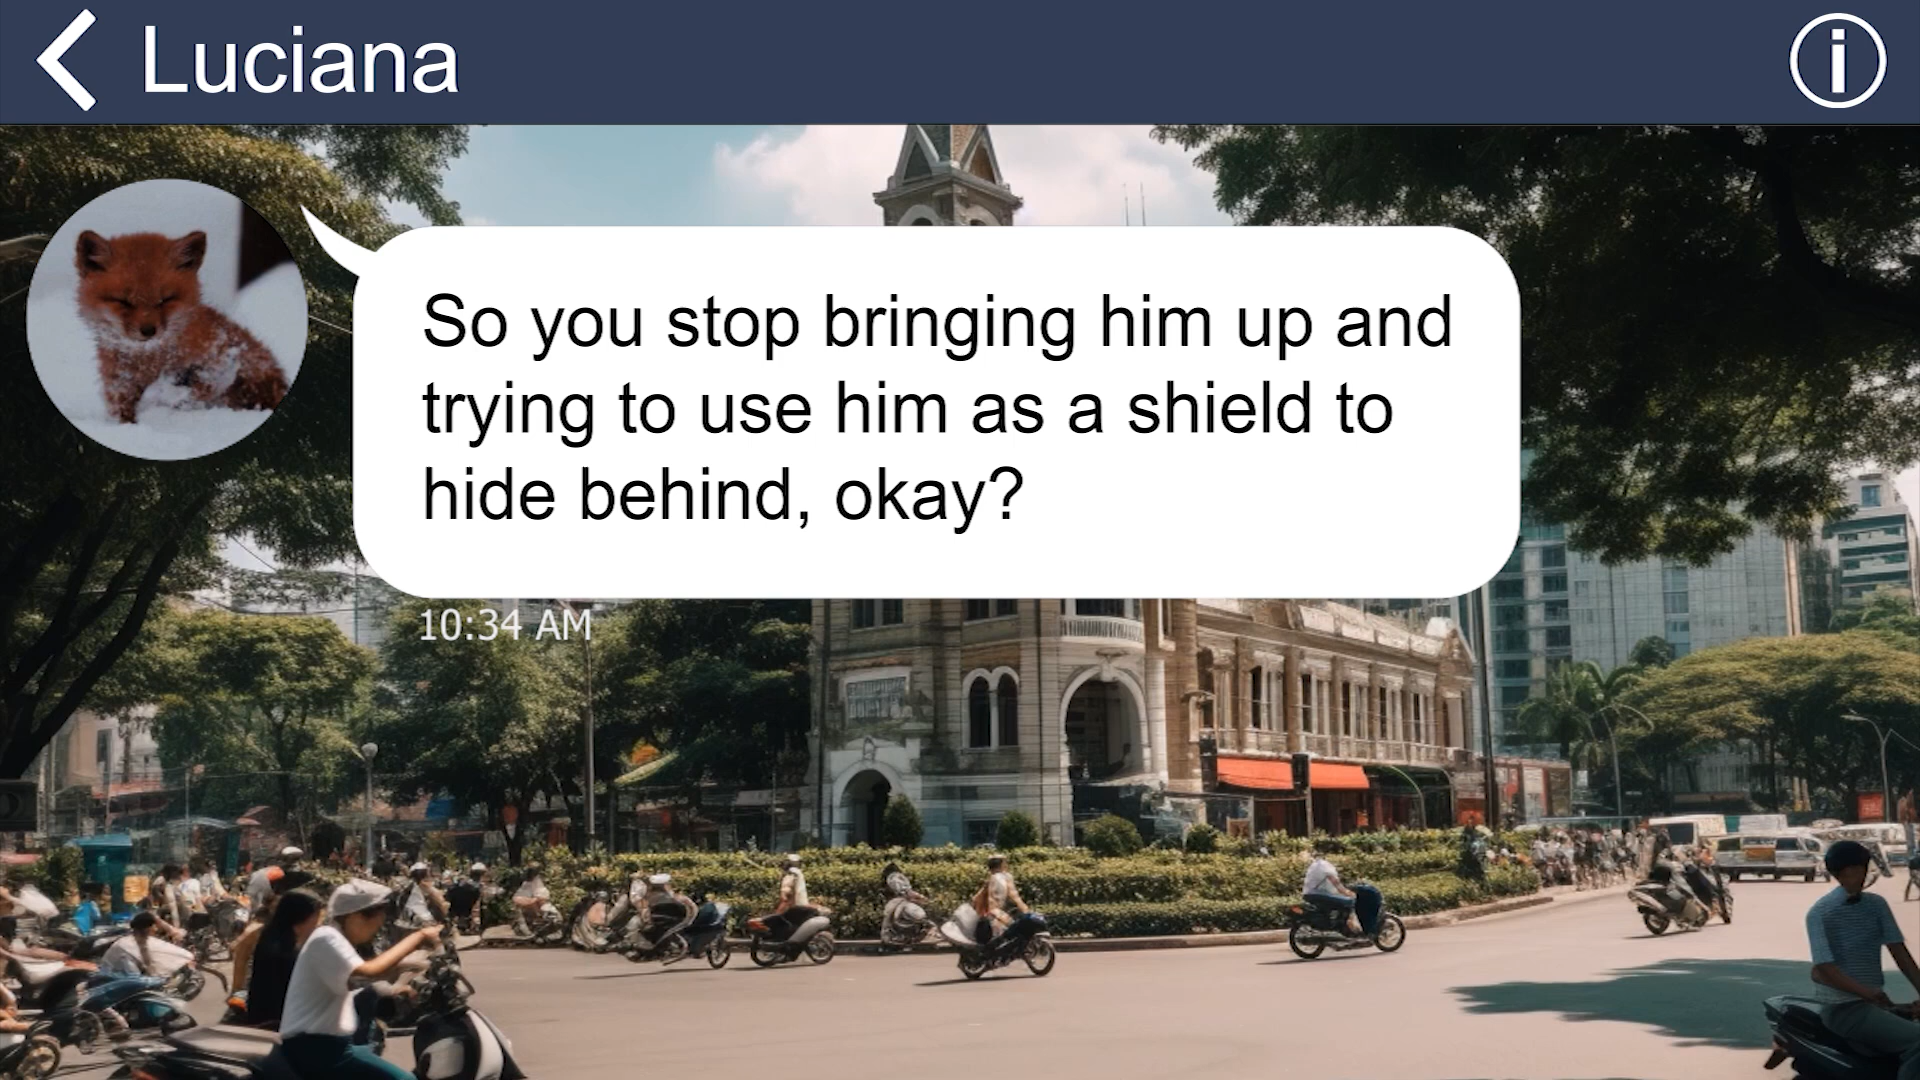 Luciana
So you stop bringing him up and
trying to use him as a shield to
hide behind, okay?
10:34 AM